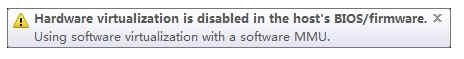 Hardware virtualization is disabled in the host's BIOS/firmware.
Using software virtualization with a software MMU.